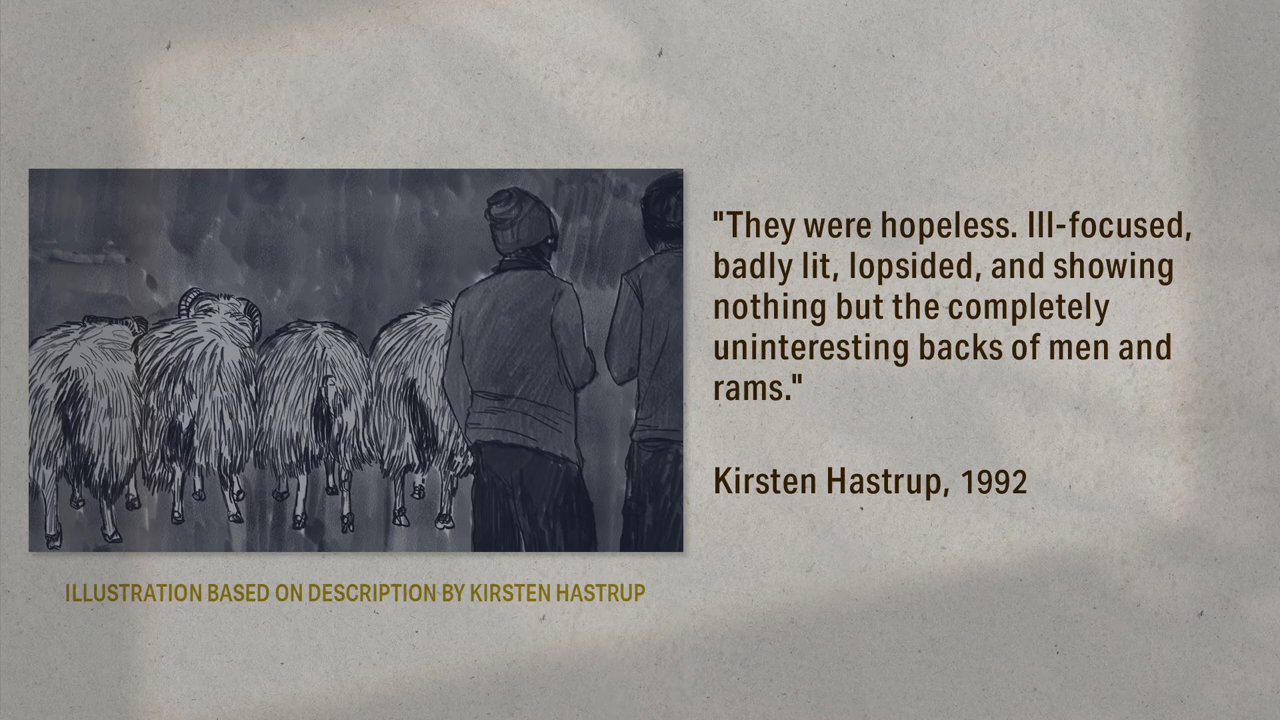 "They were hopeless. Ill-focused,
badly lit, lopsided, and showing
nothing but the completely
uninteresting backs of men and
rams."
Kirsten Hastrup, 1992
ILLUSTRATION BASED ON DESCRIPTION BY KIRSTEN HASTRUP